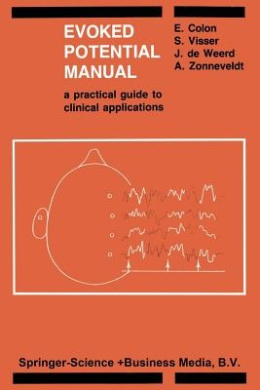 EVOKED
POTENTIAL
MANUAL
a practical guide to
clinical applications
E. Colon
S. Visser
J. de Weerd
A. Zonneveldt
Springer-Science +Business Media, B.V.